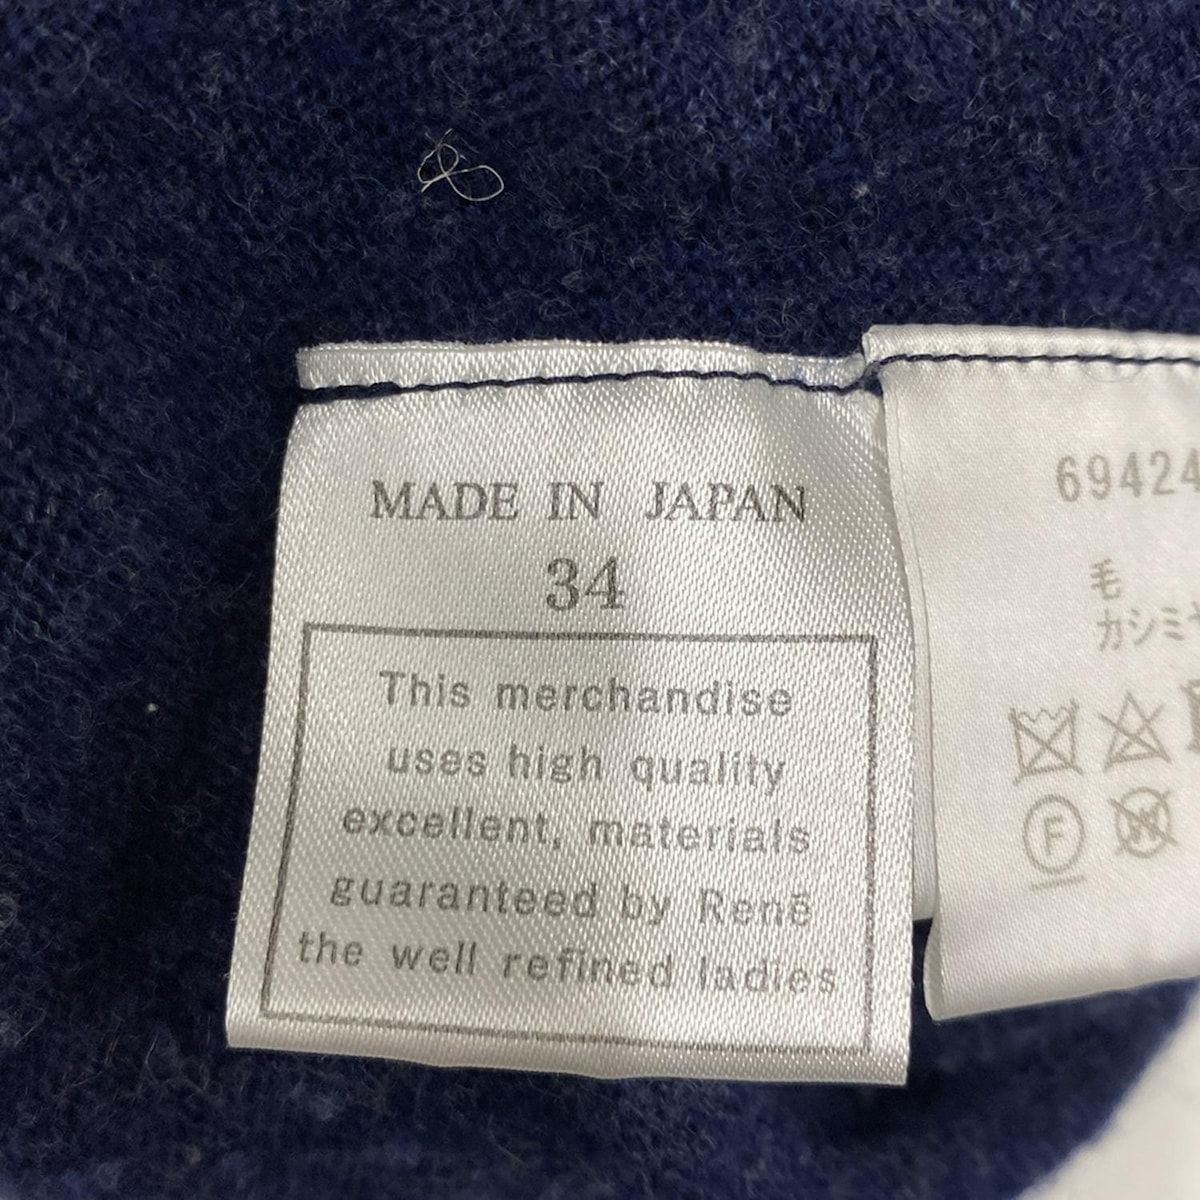 MADE IN JAPAN
34
This merchandise
uses high quality
excellent, materials
guaranteed by René
the well refined ladies
69424
毛
カシミ
F
W